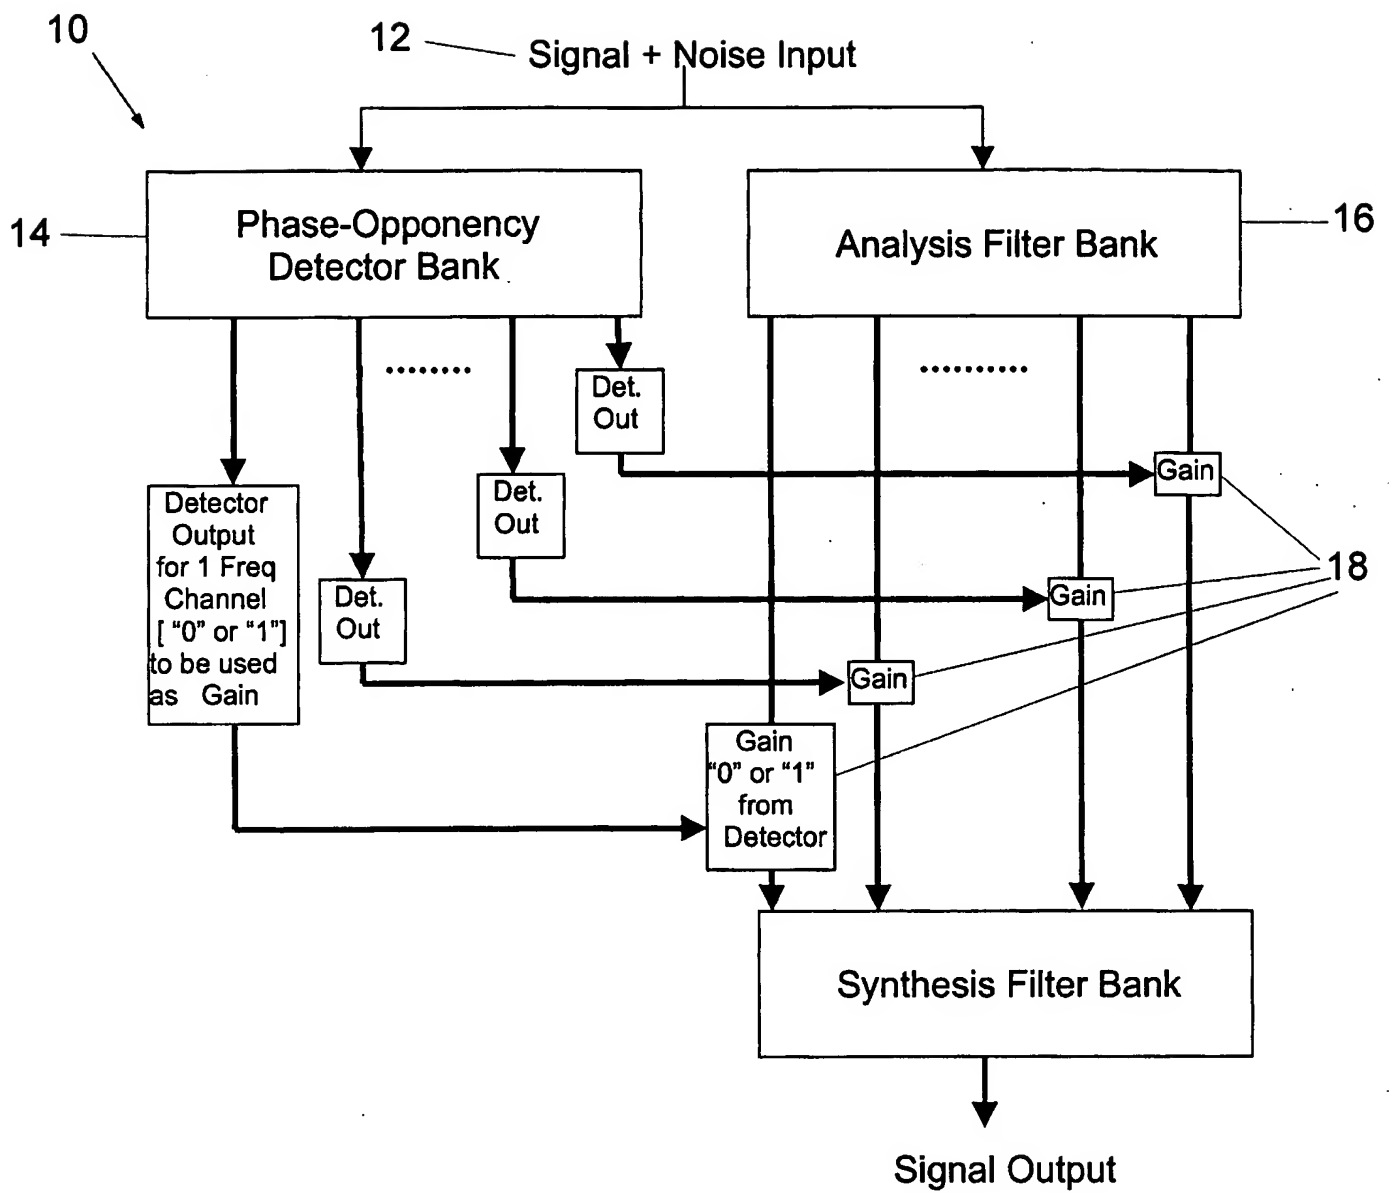 10
12
Signal + Noise Input
14
Phase-Opponency
Detector Bank
Analysis Filter Bank
16
Det.
Out
Gain
Det.
Out
Detector
Output
for 1 Freq
Channel
[ “0” or “1”]
to be used
as Gain
18
Gain
Det.
Out
Gain
Gain
“0” or “1”
from
Detector
Synthesis Filter Bank
Signal Output